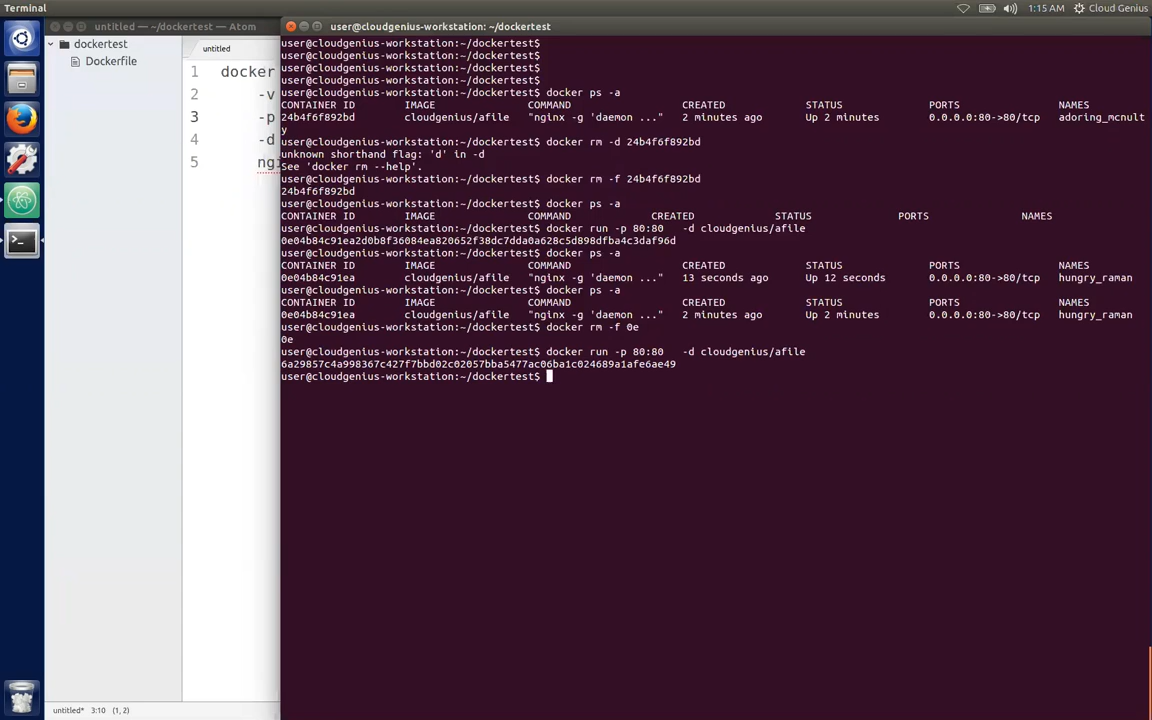 Terminal
1:15 AM Cloud Genius
untitled — ~/dockertest — Atom
user@cloudgenius-workstation: ~/dockertest
dockertest
Dockerfile
untitled
1 docker
2 -v
3 -p
4 -d
5 ngi
untitled* 3:10 (1, 2)
user@cloudgenius-workstation:~/dockertest$
user@cloudgenius-workstation:~/dockertest$
user@cloudgenius-workstation:~/dockertest$
user@cloudgenius-workstation:~/dockertest$
user@cloudgenius-workstation:~/dockertest$ docker ps -a
CONTAINER ID IMAGE COMMAND CREATED STATUS PORTS NAMES
24b4f6f892bd cloudgenius/afile "nginx -g 'daemon ..." 2 minutes ago Up 2 minutes 0.0.0.0:80->80/tcp adoring_mcnult
y
user@cloudgenius-workstation:~/dockertest$ docker rm -d 24b4f6f892bd
unknown shorthand flag: 'd' in -d
See 'docker rm --help'.
user@cloudgenius-workstation:~/dockertest$ docker rm -f 24b4f6f892bd
24b4f6f892bd
user@cloudgenius-workstation:~/dockertest$ docker ps -a
CONTAINER ID IMAGE COMMAND CREATED STATUS PORTS NAMES
user@cloudgenius-workstation:~/dockertest$ docker run -p 80:80 -d cloudgenius/afile
0e04b84c91ea2d0b8f36084ea820652f38dc7dda0a628c5d898dfba4c3daf96d
user@cloudgenius-workstation:~/dockertest$ docker ps -a
CONTAINER ID IMAGE COMMAND CREATED STATUS PORTS NAMES
0e04b84c91ea cloudgenius/afile "nginx -g 'daemon ..." 13 seconds ago Up 12 seconds 0.0.0.0:80->80/tcp hungry_raman
user@cloudgenius-workstation:~/dockertest$ docker ps -a
CONTAINER ID IMAGE COMMAND CREATED STATUS PORTS NAMES
0e04b84c91ea cloudgenius/afile "nginx -g 'daemon ..." 2 minutes ago Up 2 minutes 0.0.0.0:80->80/tcp hungry_raman
user@cloudgenius-workstation:~/dockertest$ docker rm -f 0e
0e
user@cloudgenius-workstation:~/dockertest$ docker run -p 80:80 -d cloudgenius/afile
6a29857c4a998367c427f7bbd02c02057bba5477ac06ba1c024689a1afe6ae49
user@cloudgenius-workstation:~/dockertest$